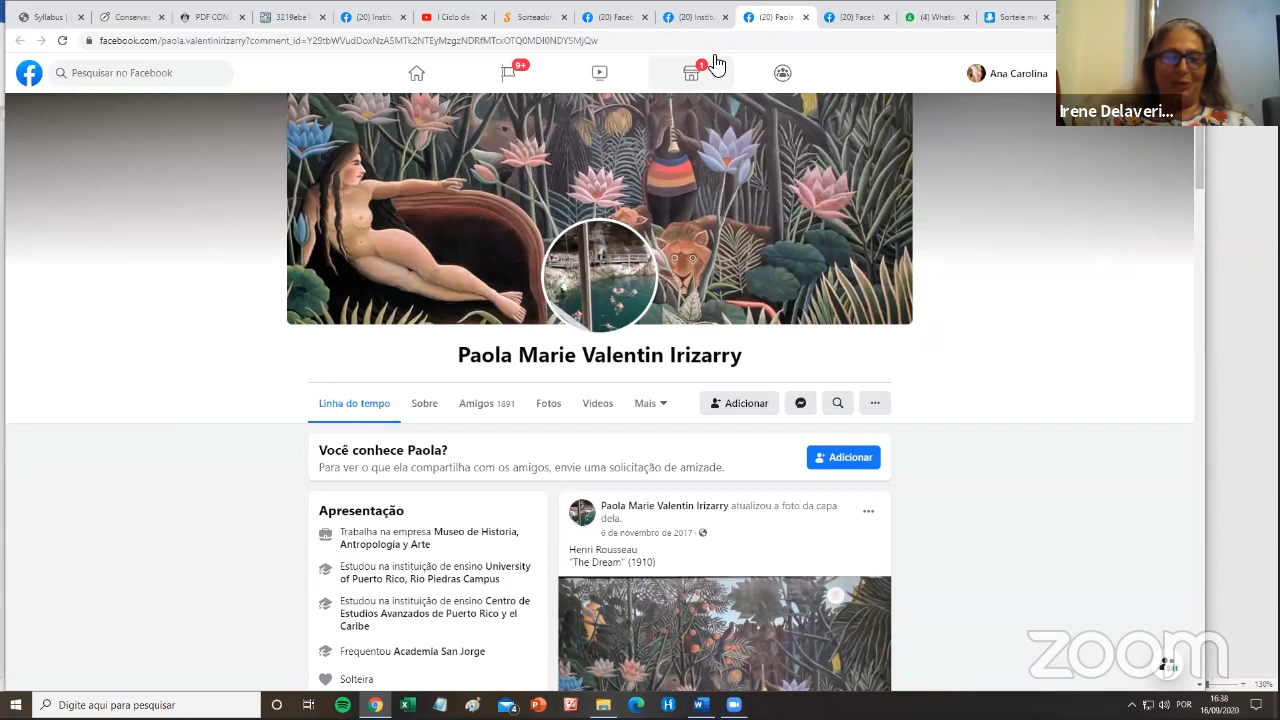 Syllabus
Conserva
PDF CON
3219ebe
(20) Instit
I Ciclo de
Sorteador
(20) Faceb
(20) Instit
(20) Paola
(20) Faceb
(4) Whats
Sorteie.m
facebook.com/paola.valentinirizarry?comment_id=Y29tbWVudDoxNzA5MTk2NTEyMzgzNDRfMTcxOTQ0MDI0NDY5MjQw
Pesquisar no Facebook
9+
1
Ana Carolina
Irene Delaveri...
Paola Marie Valentin Irizarry
Linha do tempo Sobre Amigos 1891 Fotos Vídeos Mais Adicionar
Você conhece Paola?
Para ver o que ela compartilha com os amigos, envie uma solicitação de amizade.
Adicionar
Apresentação
Trabalha na empresa Museo de Historia,
Antropología y Arte
Estudou na instituição de ensino University
of Puerto Rico, Rio Piedras Campus
Estudou na instituição de ensino Centro de
Estudios Avanzados de Puerto Rico y el
Caribe
Frequentou Academia San Jorge
Solteira
Paola Marie Valentin Irizarry atualizou a foto da capa
dela.
6 de novembro de 2017
Henri Rousseau
"The Dream" (1910)
zoom
130%
Digite aqui para pesquisar
4
POR
16:38
16/09/2020